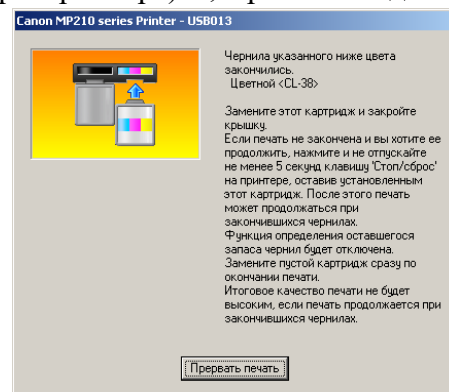 Canon MP210 series Printer - USB013
Чернила указанного ниже цвета
закончились.
Цветной <CL-38>
Замените этот картридж и закройте
крышку.
Если печать не закончена и вы хотите ее
продолжить, нажмите и не отпускайте
не менее 5 секунд клавишу 'Стоп/сброс'
на принтере, оставив установленным
этот картридж. После этого печать
может продолжаться при
закончившихся чернилах.
Функция определения оставшегося
запаса чернил будет отключена.
Замените пустой картридж сразу по
окончании печати.
Итоговое качество печати не будет
высоким, если печать продолжается при
закончившихся чернилах.
Прервать печать